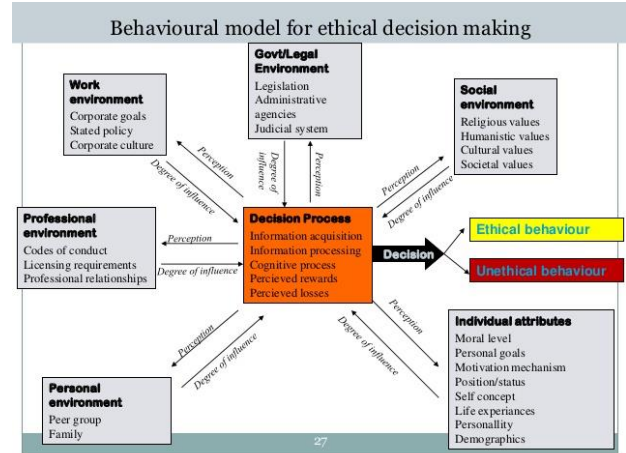 Behavioural model for ethical decision making
Govt/Legal
Environment
Legislation
Administrative
agencies
Judicial system
Work
environment
Corporate goals
Stated policy
Corporate culture
Social
environment
Religious values
Humanistic values
Cultural values
Societal values
Perception
Degree of influence
Degree of
influence
Perception
Perception
Degree of influence
Professional
environment
Codes of conduct
Licensing requirements
Professional relationships
Perception
Degree of influence
Decision Process
Information acquisition
Information processing
Cognitive process
Percieved rewards
Percieved losses
Decision
Ethical behaviour
Unethical behaviour
Perception
Degree of influence
Perception
Degree of influence
Personal
environment
Peer group
Family
Individual attributes
Moral level
Personal goals
Motivation mechanism
Position/status
Self concept
Life experiances
Personallity
Demographics
27